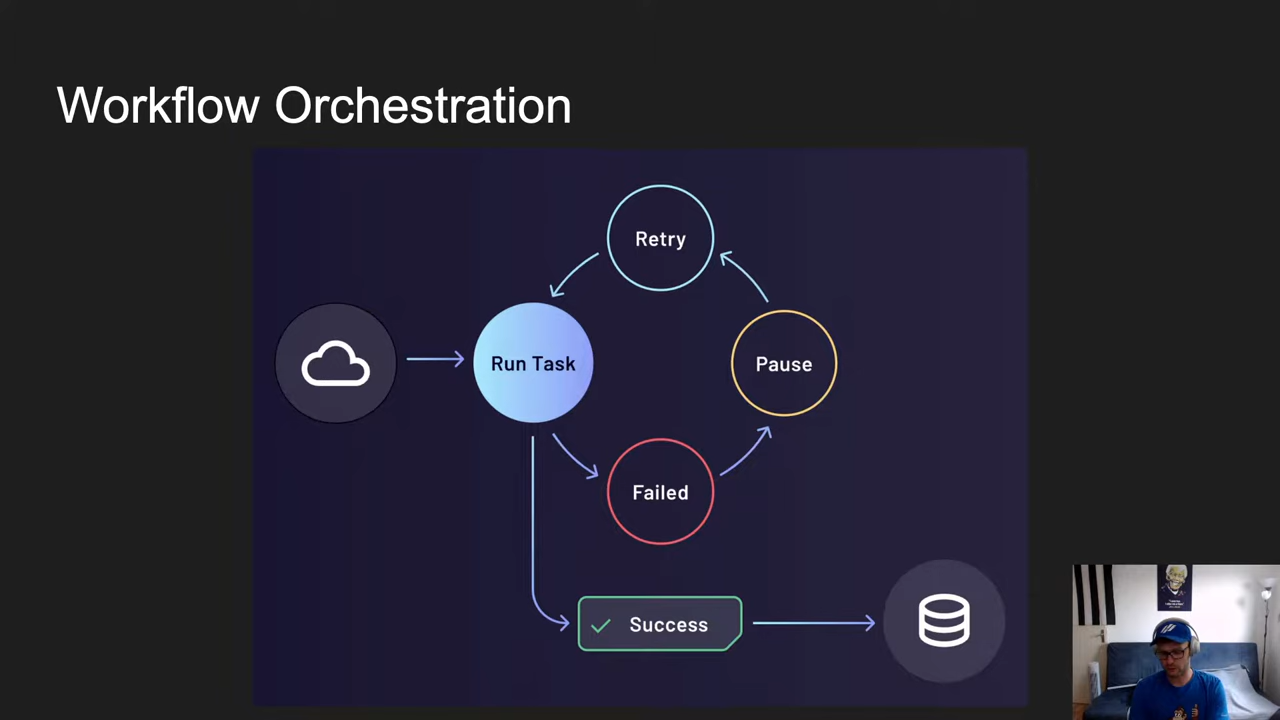 Workflow Orchestration
Retry
Run Task
Pause
Failed
Success